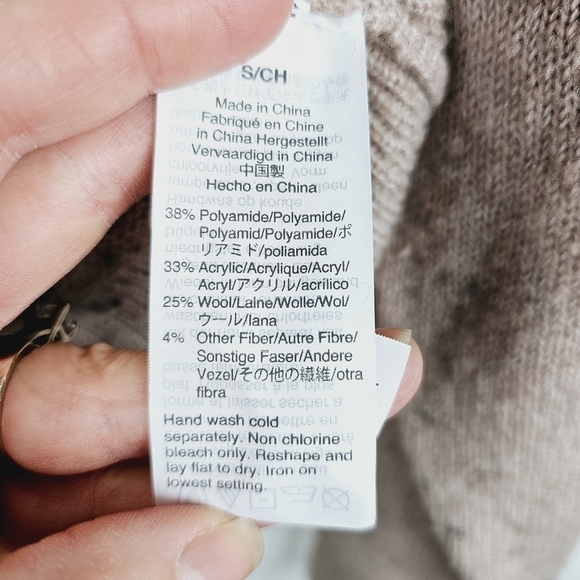 S/CH
Made in China
Fabriqué en Chine
in China Hergestellt
Vervaardigd in China
中国製
Hecho en China
38% Polyamide/Polyamide/
Polyamid/Polyamide/ポ
リアミド/poliamida
33% Acrylic/Acrylique/Acryl/
Acryl/アクリル/acrílico
25% Wool/Laine/Wolle/Wol/
ウール/lana
4% Other Fiber/Autre Fibre/
Sonstige Faser/Andere
Vezel/その他の繊維/otra
fibra
Hand wash cold
separately. Non chlorine
bleach only. Reshape and
lay flat to dry. Iron on
lowest setting.